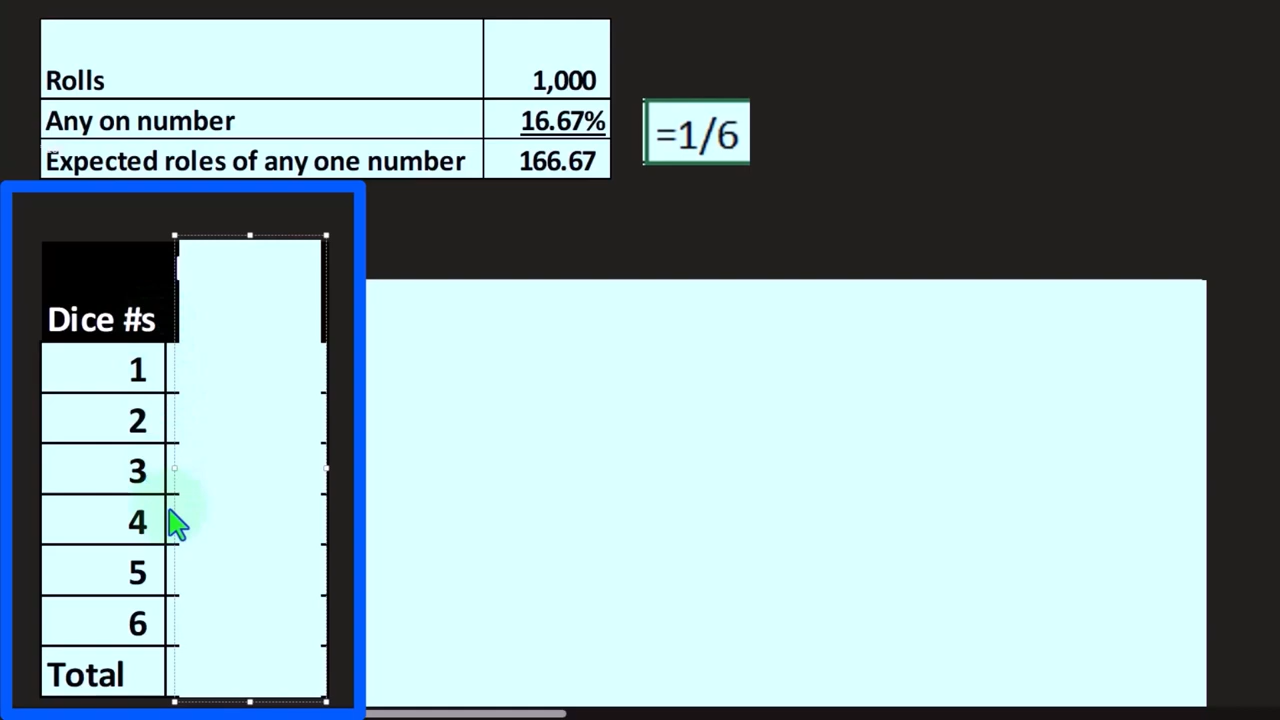 Rolls 1,000
Any on number 16.67%
=1/6
Expected roles of any one number 166.67
Dice #s
1
2
3
4
5
6
Total